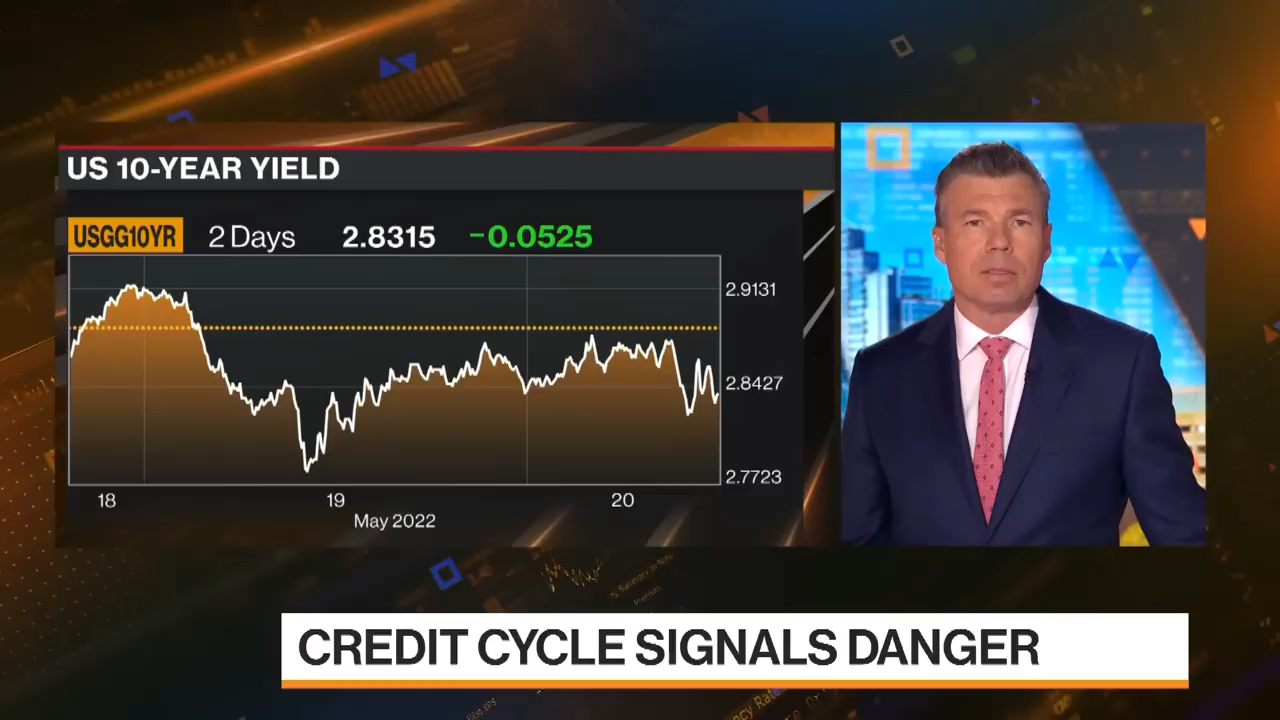 US 10-YEAR YIELD
USGG10YR 2 Days 2.8315 -0.0525
2.9131
2.8427
2.7723
18 19 20
May 2022
CREDIT CYCLE SIGNALS DANGER